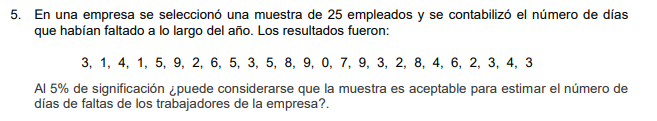 5. En una empresa se seleccionó una muestra de 25 empleados y se contabilizó el número de días
que habían faltado a lo largo del año. Los resultados fueron:
3, 1, 4, 1, 5, 9, 2, 6, 5, 3, 5, 8, 9, 0, 7, 9, 3, 2, 8, 4, 6, 2, 3, 4, 3
Al 5% de significación ¿puede considerarse que la muestra es aceptable para estimar el número de
días de faltas de los trabajadores de la empresa?.